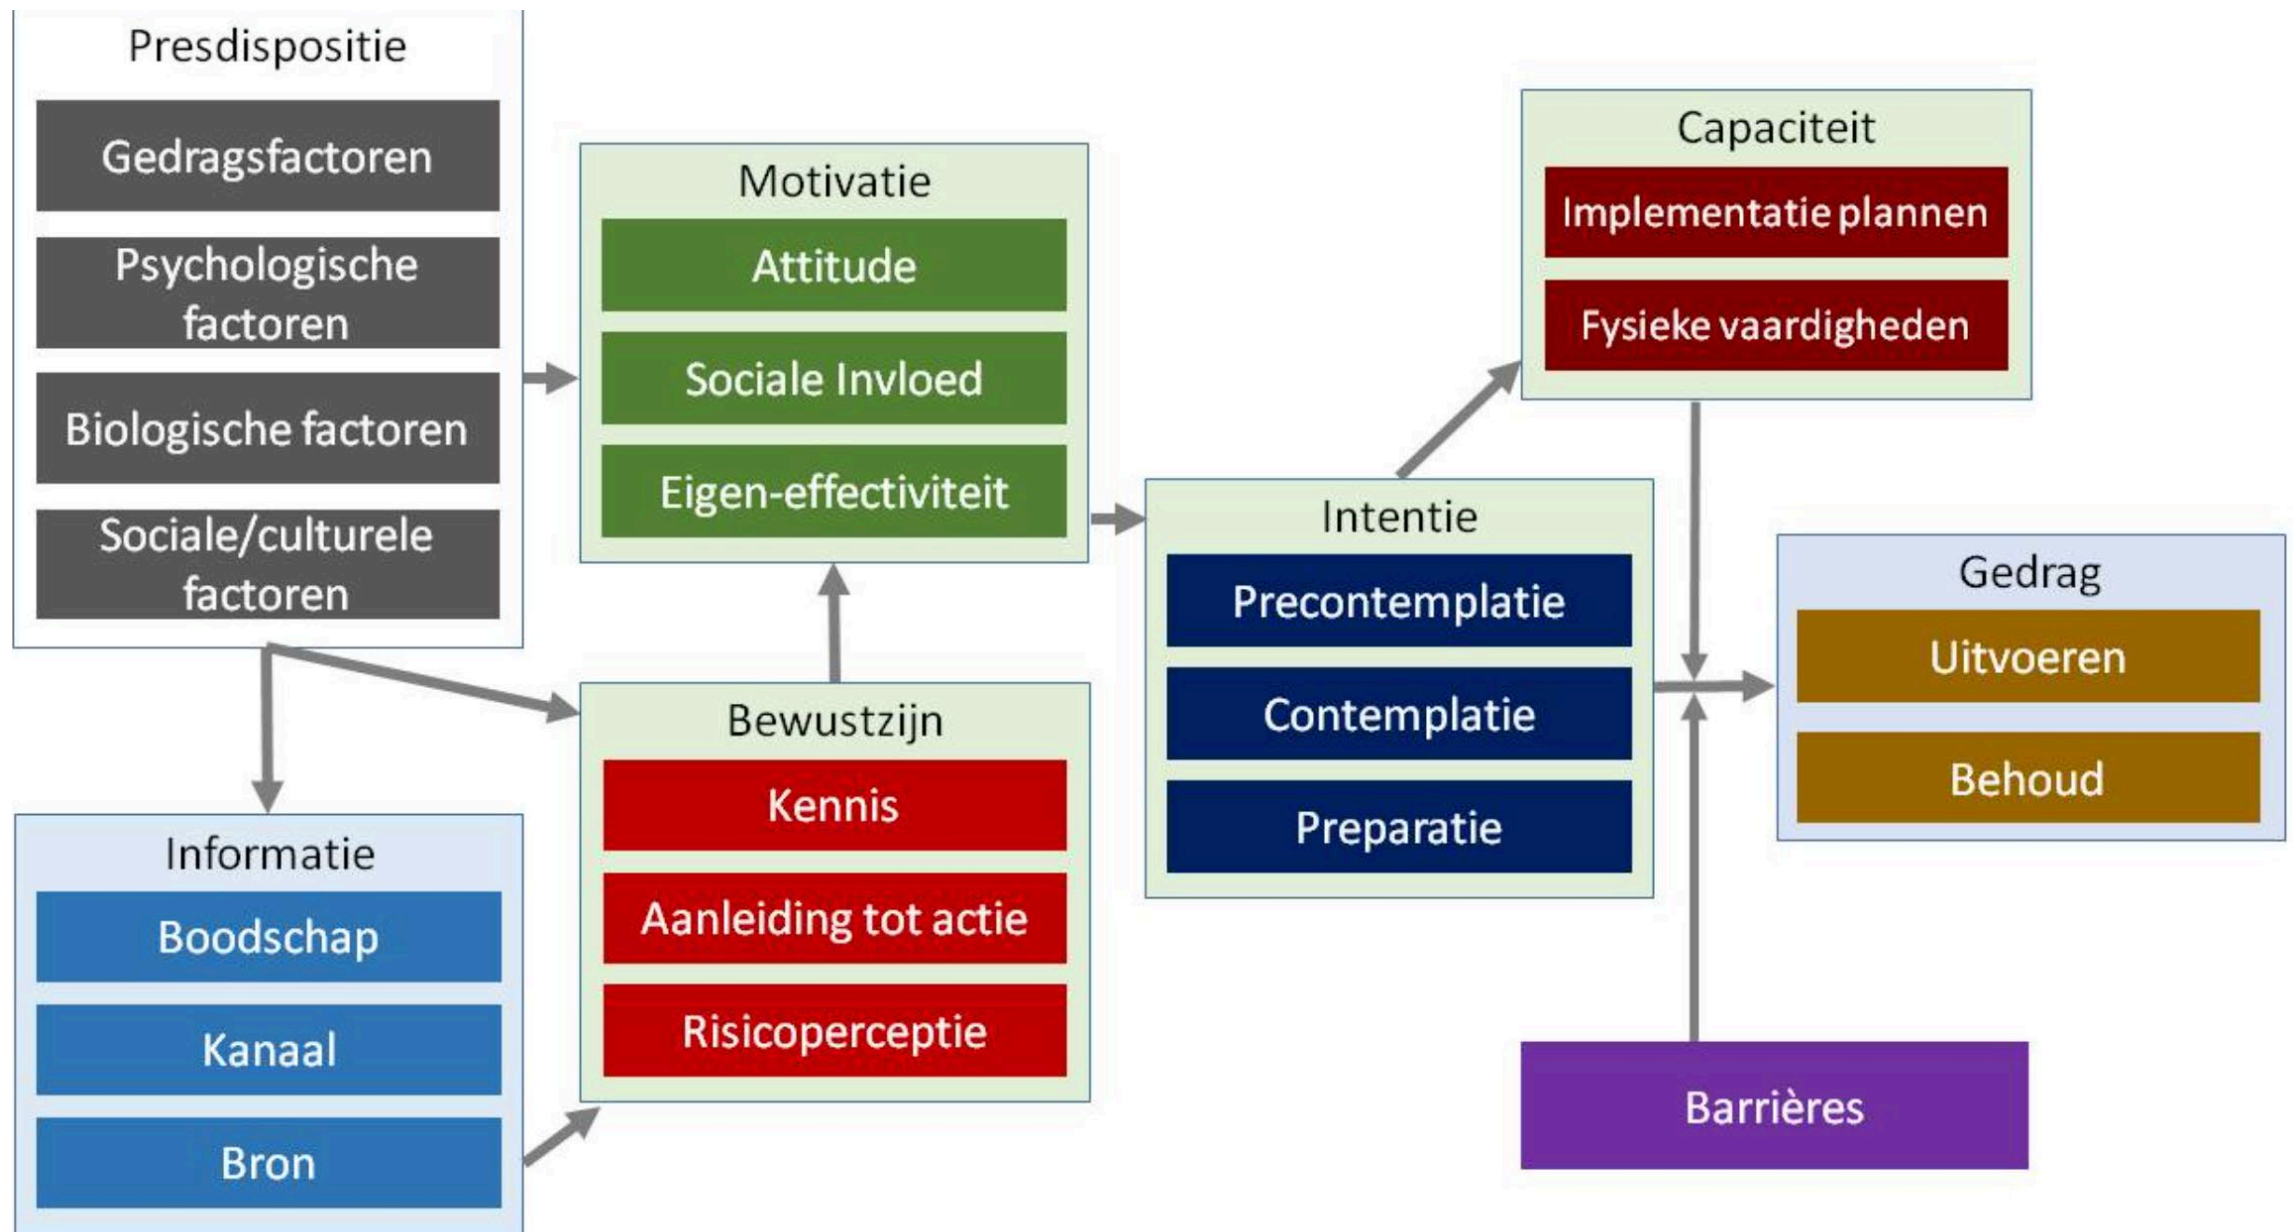 Presdispositie
Gedragsfactoren
Psychologische
factoren
Biologische factoren
Sociale/culturele
factoren
Informatie
Boodschap
Kanaal
Bron
Motivatie
Attitude
Sociale Invloed
Eigen-effectiviteit
Bewustzijn
Kennis
Aanleiding tot actie
Risicoperceptie
Intentie
Precontemplatie
Contemplatie
Preparatie
Capaciteit
Implementatie plannen
Fysieke vaardigheden
Gedrag
Uitvoeren
Behoud
Barrières